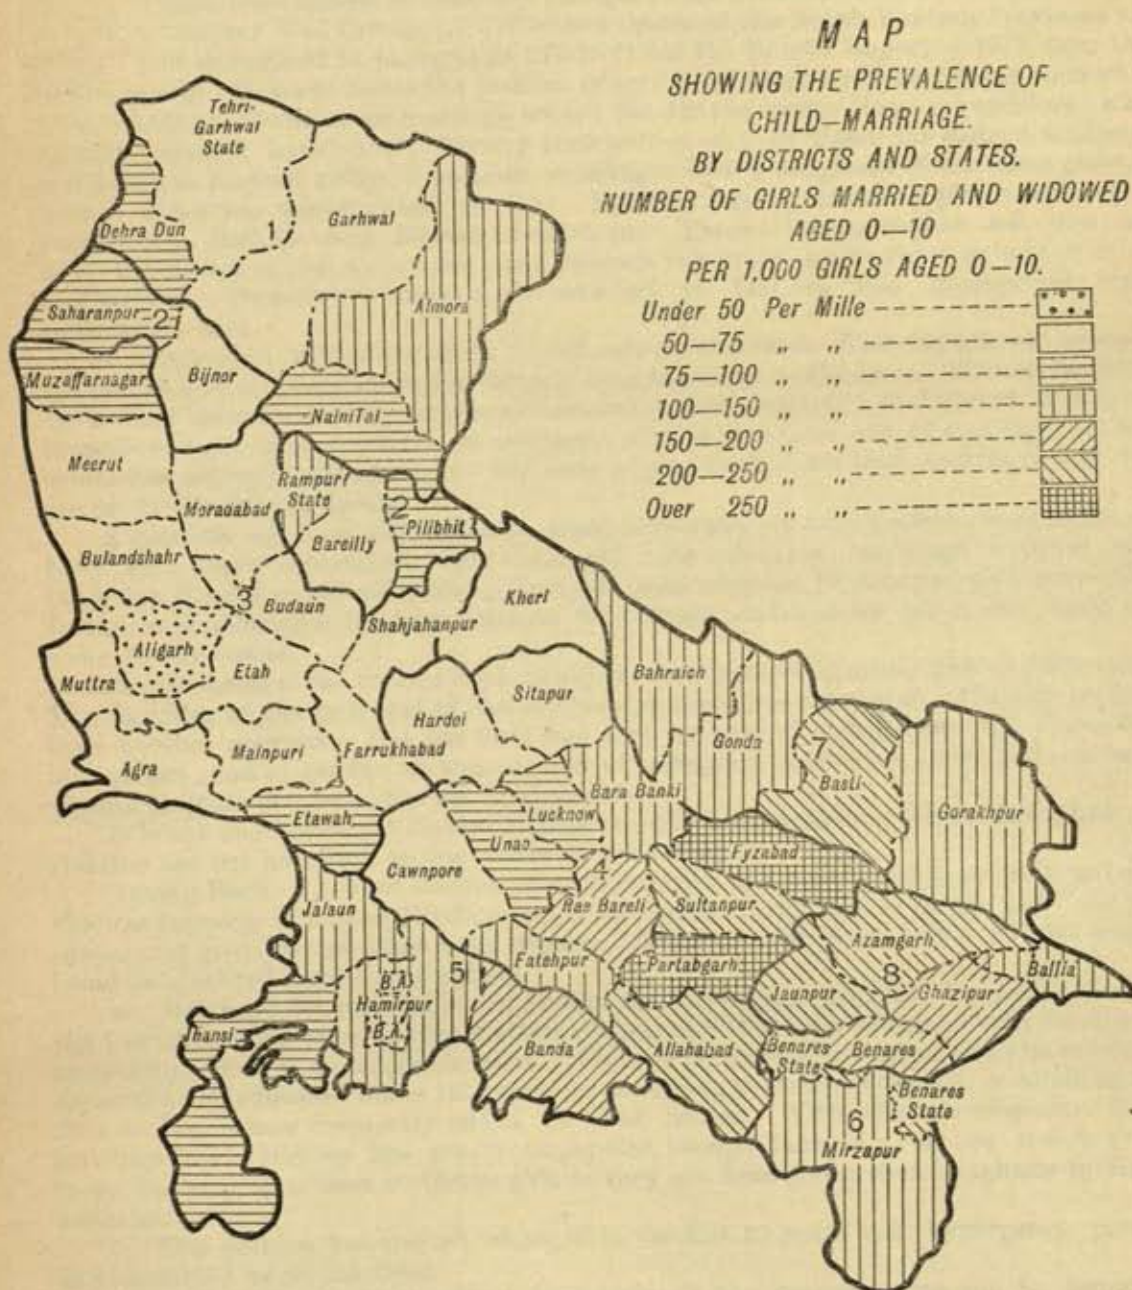 MAP
SHOWING THE PREVALENCE OF
CHILD-MARRIAGE.
BY DISTRICTS AND STATES.
NUMBER OF GIRLS MARRIED AND WIDOWED
AGED 0—10
PER 1,000 GIRLS AGED 0—10.
Under 50 Per Mille
50—75 „ „
75—100 „ „
100—150 „ „
150—200 „ „
200—250 „ „
Over 250 „ „
Tehri-
Garhwal
State
1
Garhwal
Dehra Dun
Almora
Saharanpur
2
Muzaffarnagar
Bijnor
Naini Tal
Meerut
Moradabad
Rampur
State
2
Pilibhit
Bareilly
Bulandshahr
3
Budaun
Kheri
Shahjahanpur
Aligarh
Etah
Muttra
Sitapur
Bahraich
Hardoi
Mainpuri
Farrukhabad
Agra
Gonda
7
Basti
Bara Banki
Gorakhpur
Etawah
Lucknow
Unao
Fyzabad
Cawnpore
4
Rae Bareli
Sultanpur
Jalaun
Azamgarh
Fatehpur
5
Partabgarh
8
Ballia
B.A.
Hamirpur
B.A.
Jaunpur
Ghazipur
Jhansi
Banda
Allahabad
Benares
State
Benares
Benares
State
6
Mirzapur